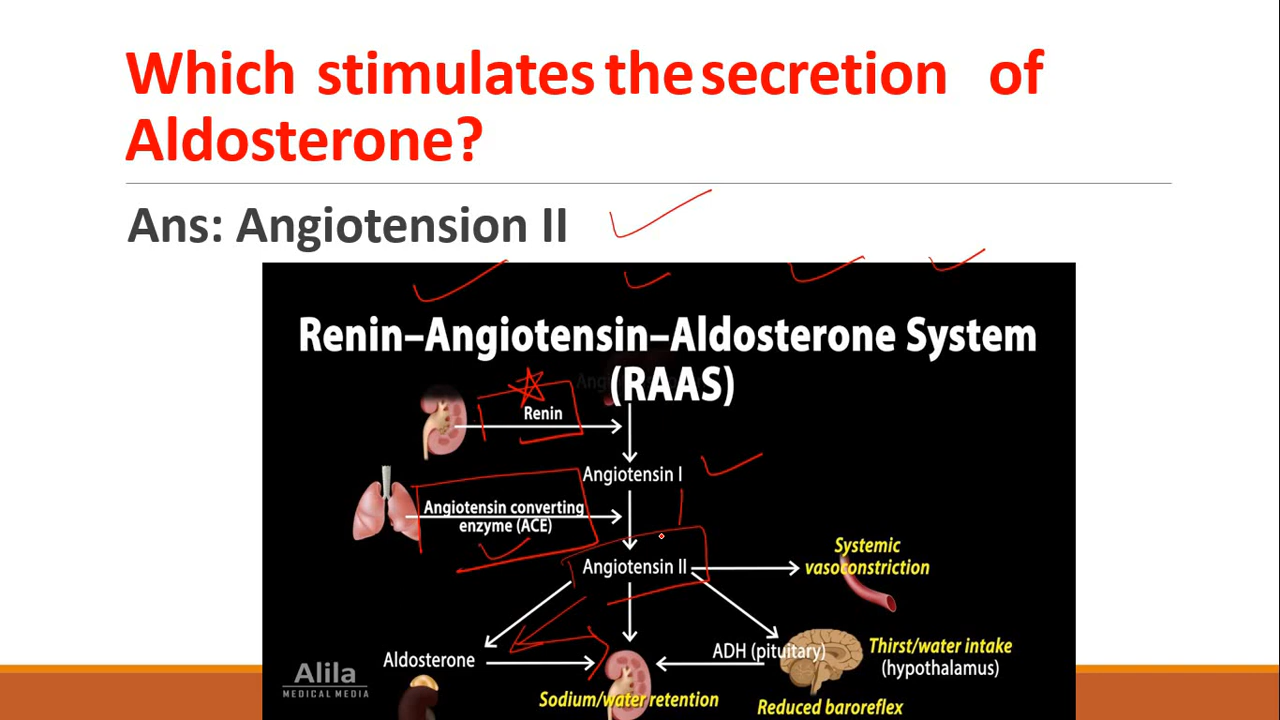 Which stimulates the secretion of
Aldosterone?
Ans: Angiotension II
Renin–Angiotensin–Aldosterone System
(RAAS)
Renin
Angiotensin I
Angiotensin converting
enzyme (ACE)
Angiotensin II
Systemic
vasoconstriction
Aldosterone
ADH (pituitary)
Thirst/water intake
(hypothalamus)
Sodium/water retention
Reduced baroreflex
Alila
MEDICAL MEDIA